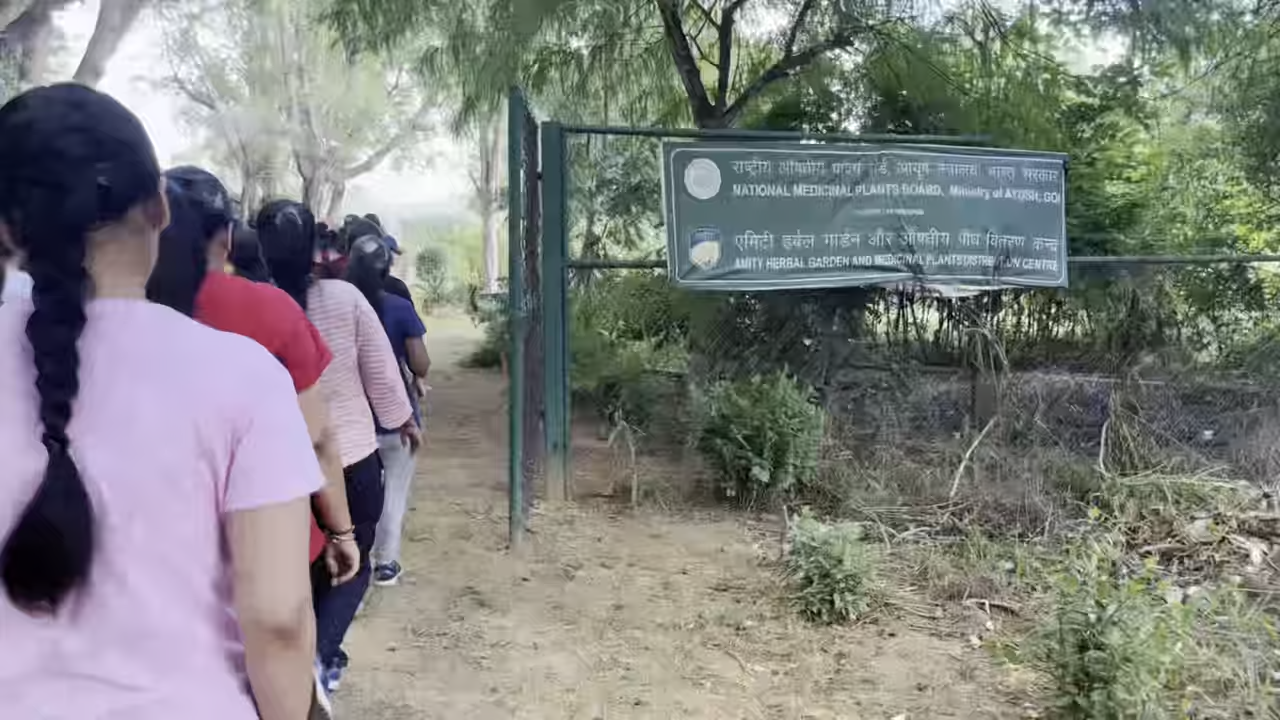 राष्ट्रीय औषधीय पादप बोर्ड, आयुष मंत्रालय भारत सरकार
NATIONAL MEDICINAL PLANTS BOARD, Ministry of AYUSH, GOI
एमिटी हर्बल गार्डन और औषधीय पौध वितरण केन्द्र
AMITY HERBAL GARDEN AND MEDICINAL PLANTS DISTRIBUTION CENTRE